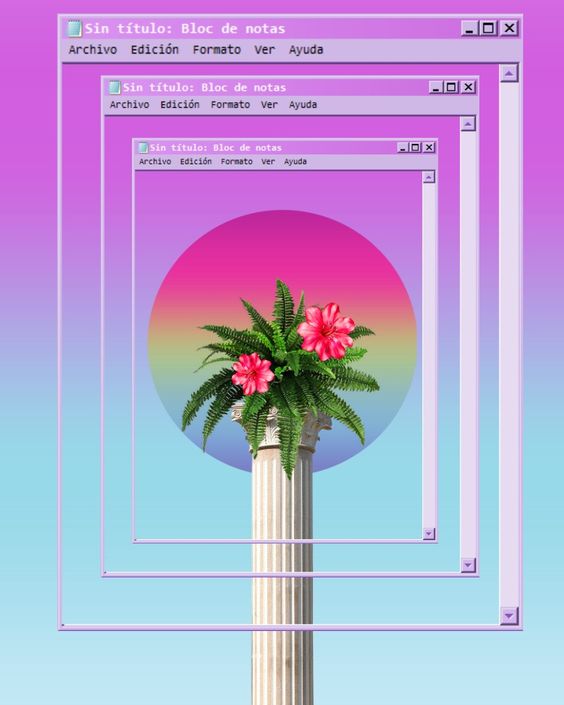 Sin título: Bloc de notas
Archivo Edición Formato Ver Ayuda
Sin título: Bloc de notas
Archivo Edición Formato Ver Ayuda
Sin título: Bloc de notas
Archivo Edición Formato Ver Ayuda